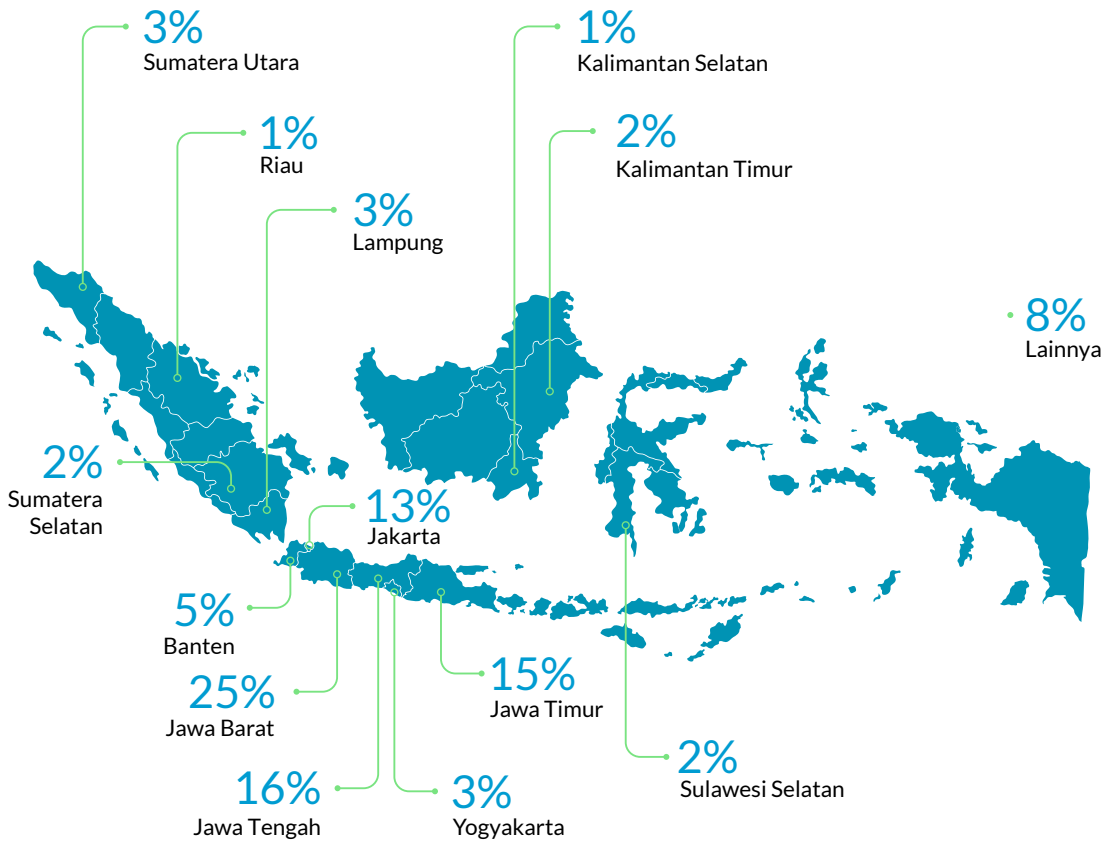 3%
Sumatera Utara
1%
Kalimantan Selatan
1%
Riau
2%
Kalimantan Timur
3%
Lampung
8%
Lainnya
2%
Sumatera
Selatan
13%
Jakarta
5%
Banten
25%
Jawa Barat
15%
Jawa Timur
16%
Jawa Tengah
3%
Yogyakarta
2%
Sulawesi Selatan